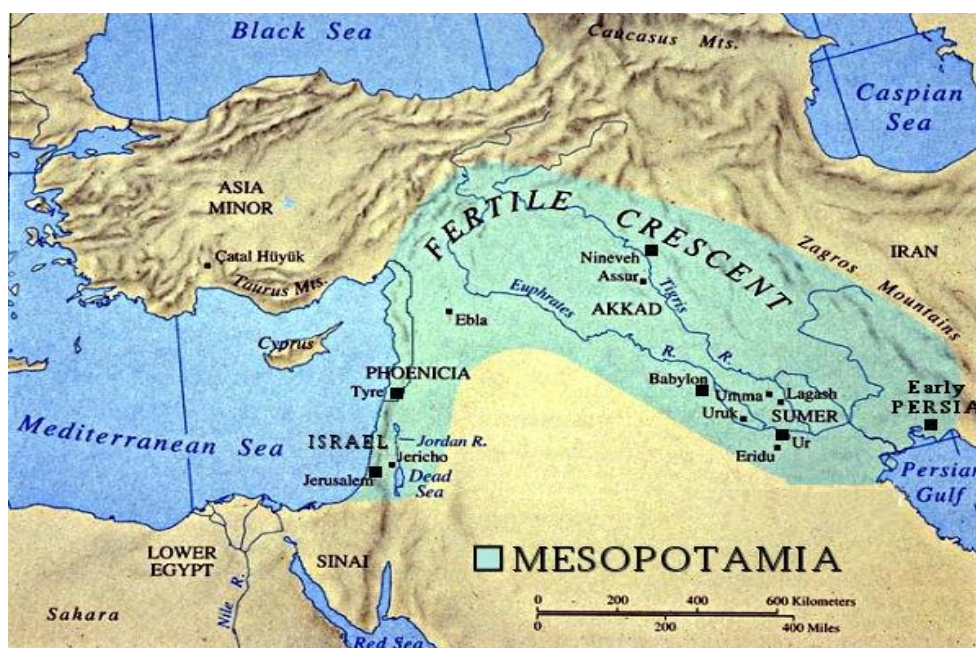 Black Sea
Caucasus Mts.
Caspian
Sea
ASIA
MINOR
FERTILE CRESCENT
Zagros Mountains
IRAN
Çatal Hüyük
Taurus Mts.
Nineveh
Assur
Tigris R.
AKKAD
Euphrates R.
Ebla
Cyprus
PHOENICIA
Tyre
Babylon
Umma
Lagash
Uruk
SUMER
Ur
Eridu
Early
PERSIA
Mediterranean Sea
ISRAEL
Jordan R.
Jericho
Jerusalem
Dead
Sea
Persian
Gulf
LOWER
EGYPT
SINAI
MESOPOTAMIA
Nile R.
Sahara
Red Sea
0 200 400 600 Kilometers
0 200 400 Miles